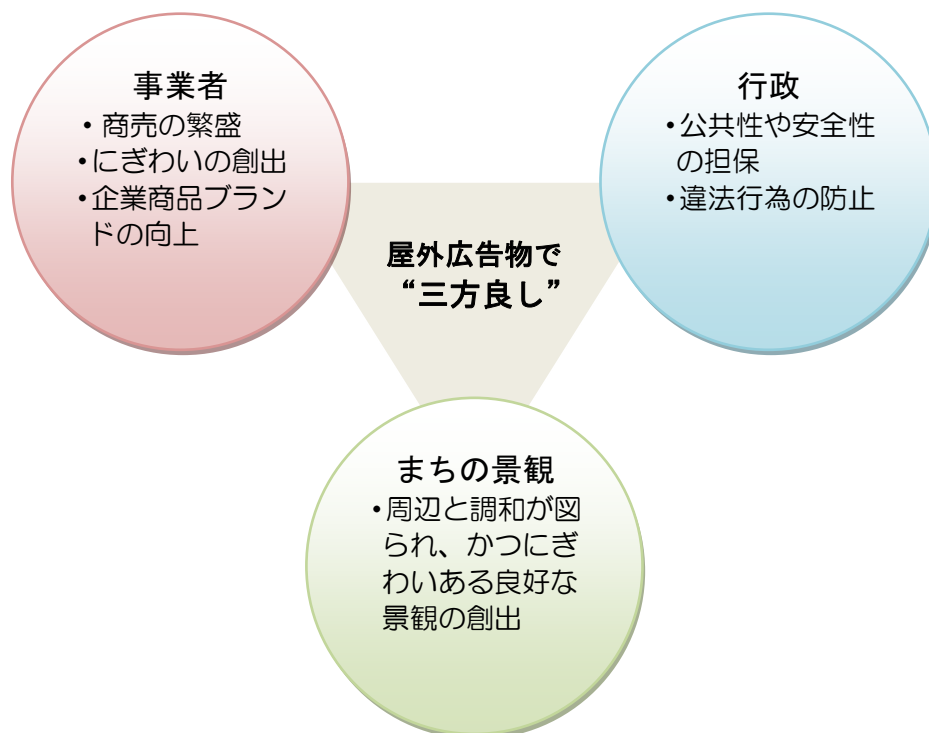 事業者
・商売の繁盛
・にぎわいの創出
・企業商品ブラン
ドの向上
行政
・公共性や安全性
の担保
・違法行為の防止
屋外広告物で
“三方良し”
まちの景観
・周辺と調和が図
られ、かつにぎ
わいある良好な
景観の創出